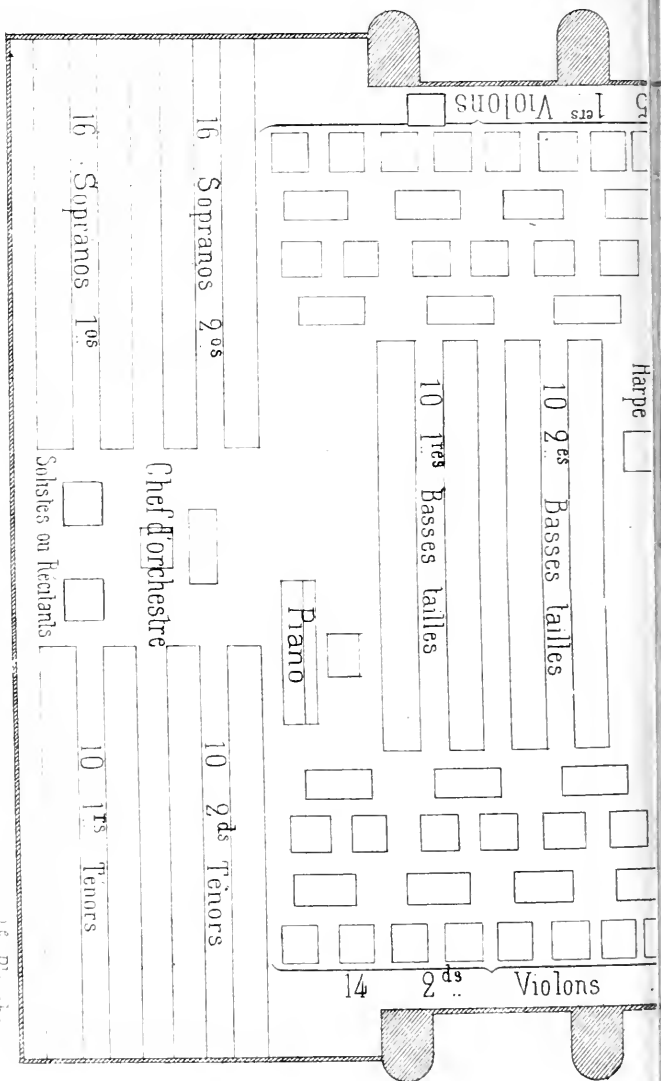 5 1ers Violons
16 Sopranos 1os
16 Sopranos 2os
Harpe
10 1res Basses tailles
10 2es Basses tailles
Solistes ou Récitants
Chef d'orchestre
Piano
10 1rs Ténors
10 2ds Ténors
14 2ds Violons